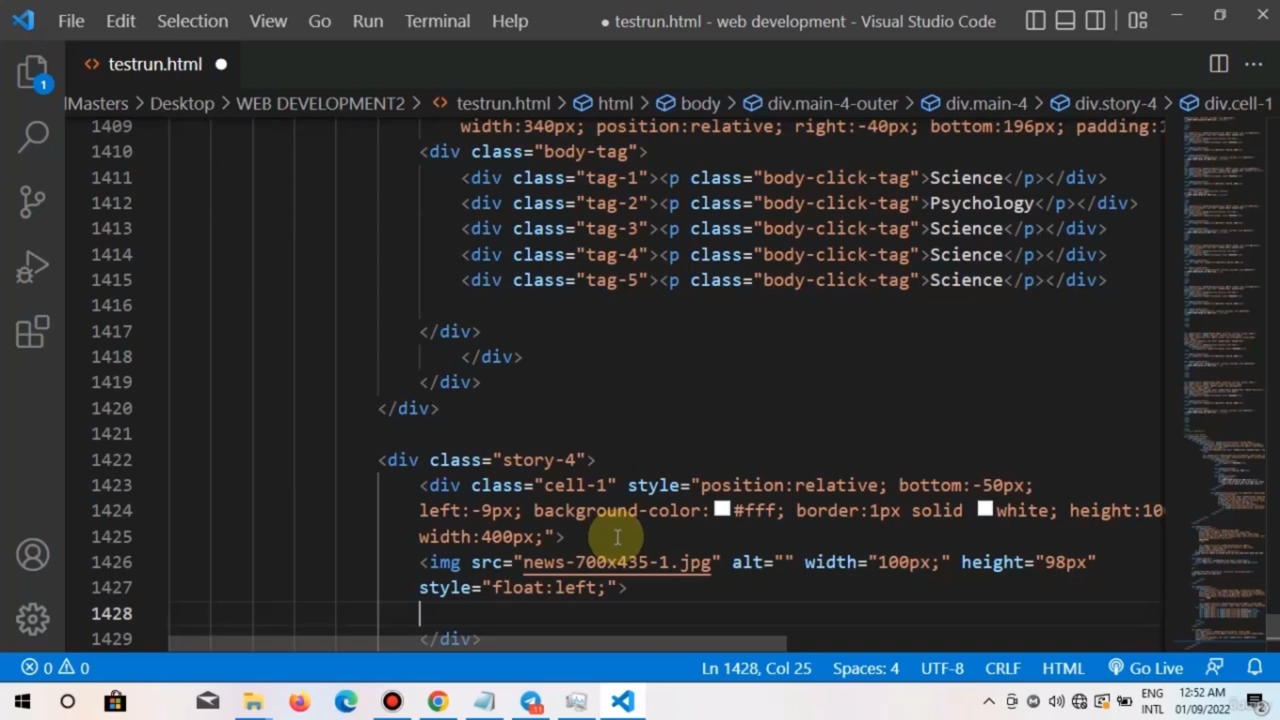 File Edit Selection View Go Run Terminal Help ● testrun.html - web development - Visual Studio Code
testrun.html
1
lMasters > Desktop > WEB DEVELOPMENT2 > testrun.html > html > body > div.main-4-outer > div.main-4 > div.story-4 > div.cell-1
1409 width:340px; position:relative; right:-40px; bottom:196px; padding:1
1410 <div class="body-tag">
1411 <div class="tag-1"><p class="body-click-tag">Science</p></div>
1412 <div class="tag-2"><p class="body-click-tag">Psychology</p></div>
1413 <div class="tag-3"><p class="body-click-tag">Science</p></div>
1414 <div class="tag-4"><p class="body-click-tag">Science</p></div>
1415 <div class="tag-5"><p class="body-click-tag">Science</p></div>
1416
1417 </div>
1418 </div>
1419 </div>
1420 </div>
1421
1422 <div class="story-4">
1423 <div class="cell-1" style="position:relative; bottom:-50px;
1424 left:-9px; background-color:#fff; border:1px solid white; height:10
1425 width:400px;">
1426 <img src="news-700x435-1.jpg" alt="" width="100px;" height="98px"
1427 style="float:left;">
1428
1429 </div>
0 0 Ln 1428, Col 25 Spaces: 4 UTF-8 CRLF HTML Go Live
ENG 12:52 AM
INTL 01/09/2022